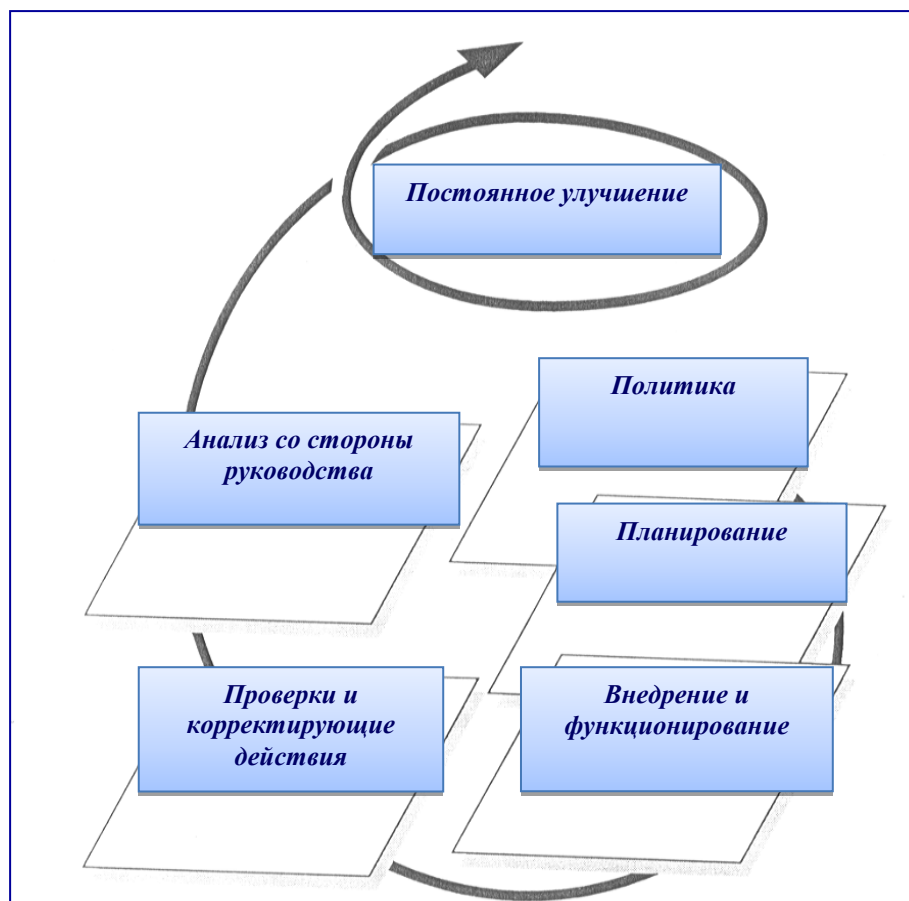 Постоянное улучшение
Политика
Анализ со стороны
руководства
Планирование
Проверки и
корректирующие
действия
Внедрение и
функционирование